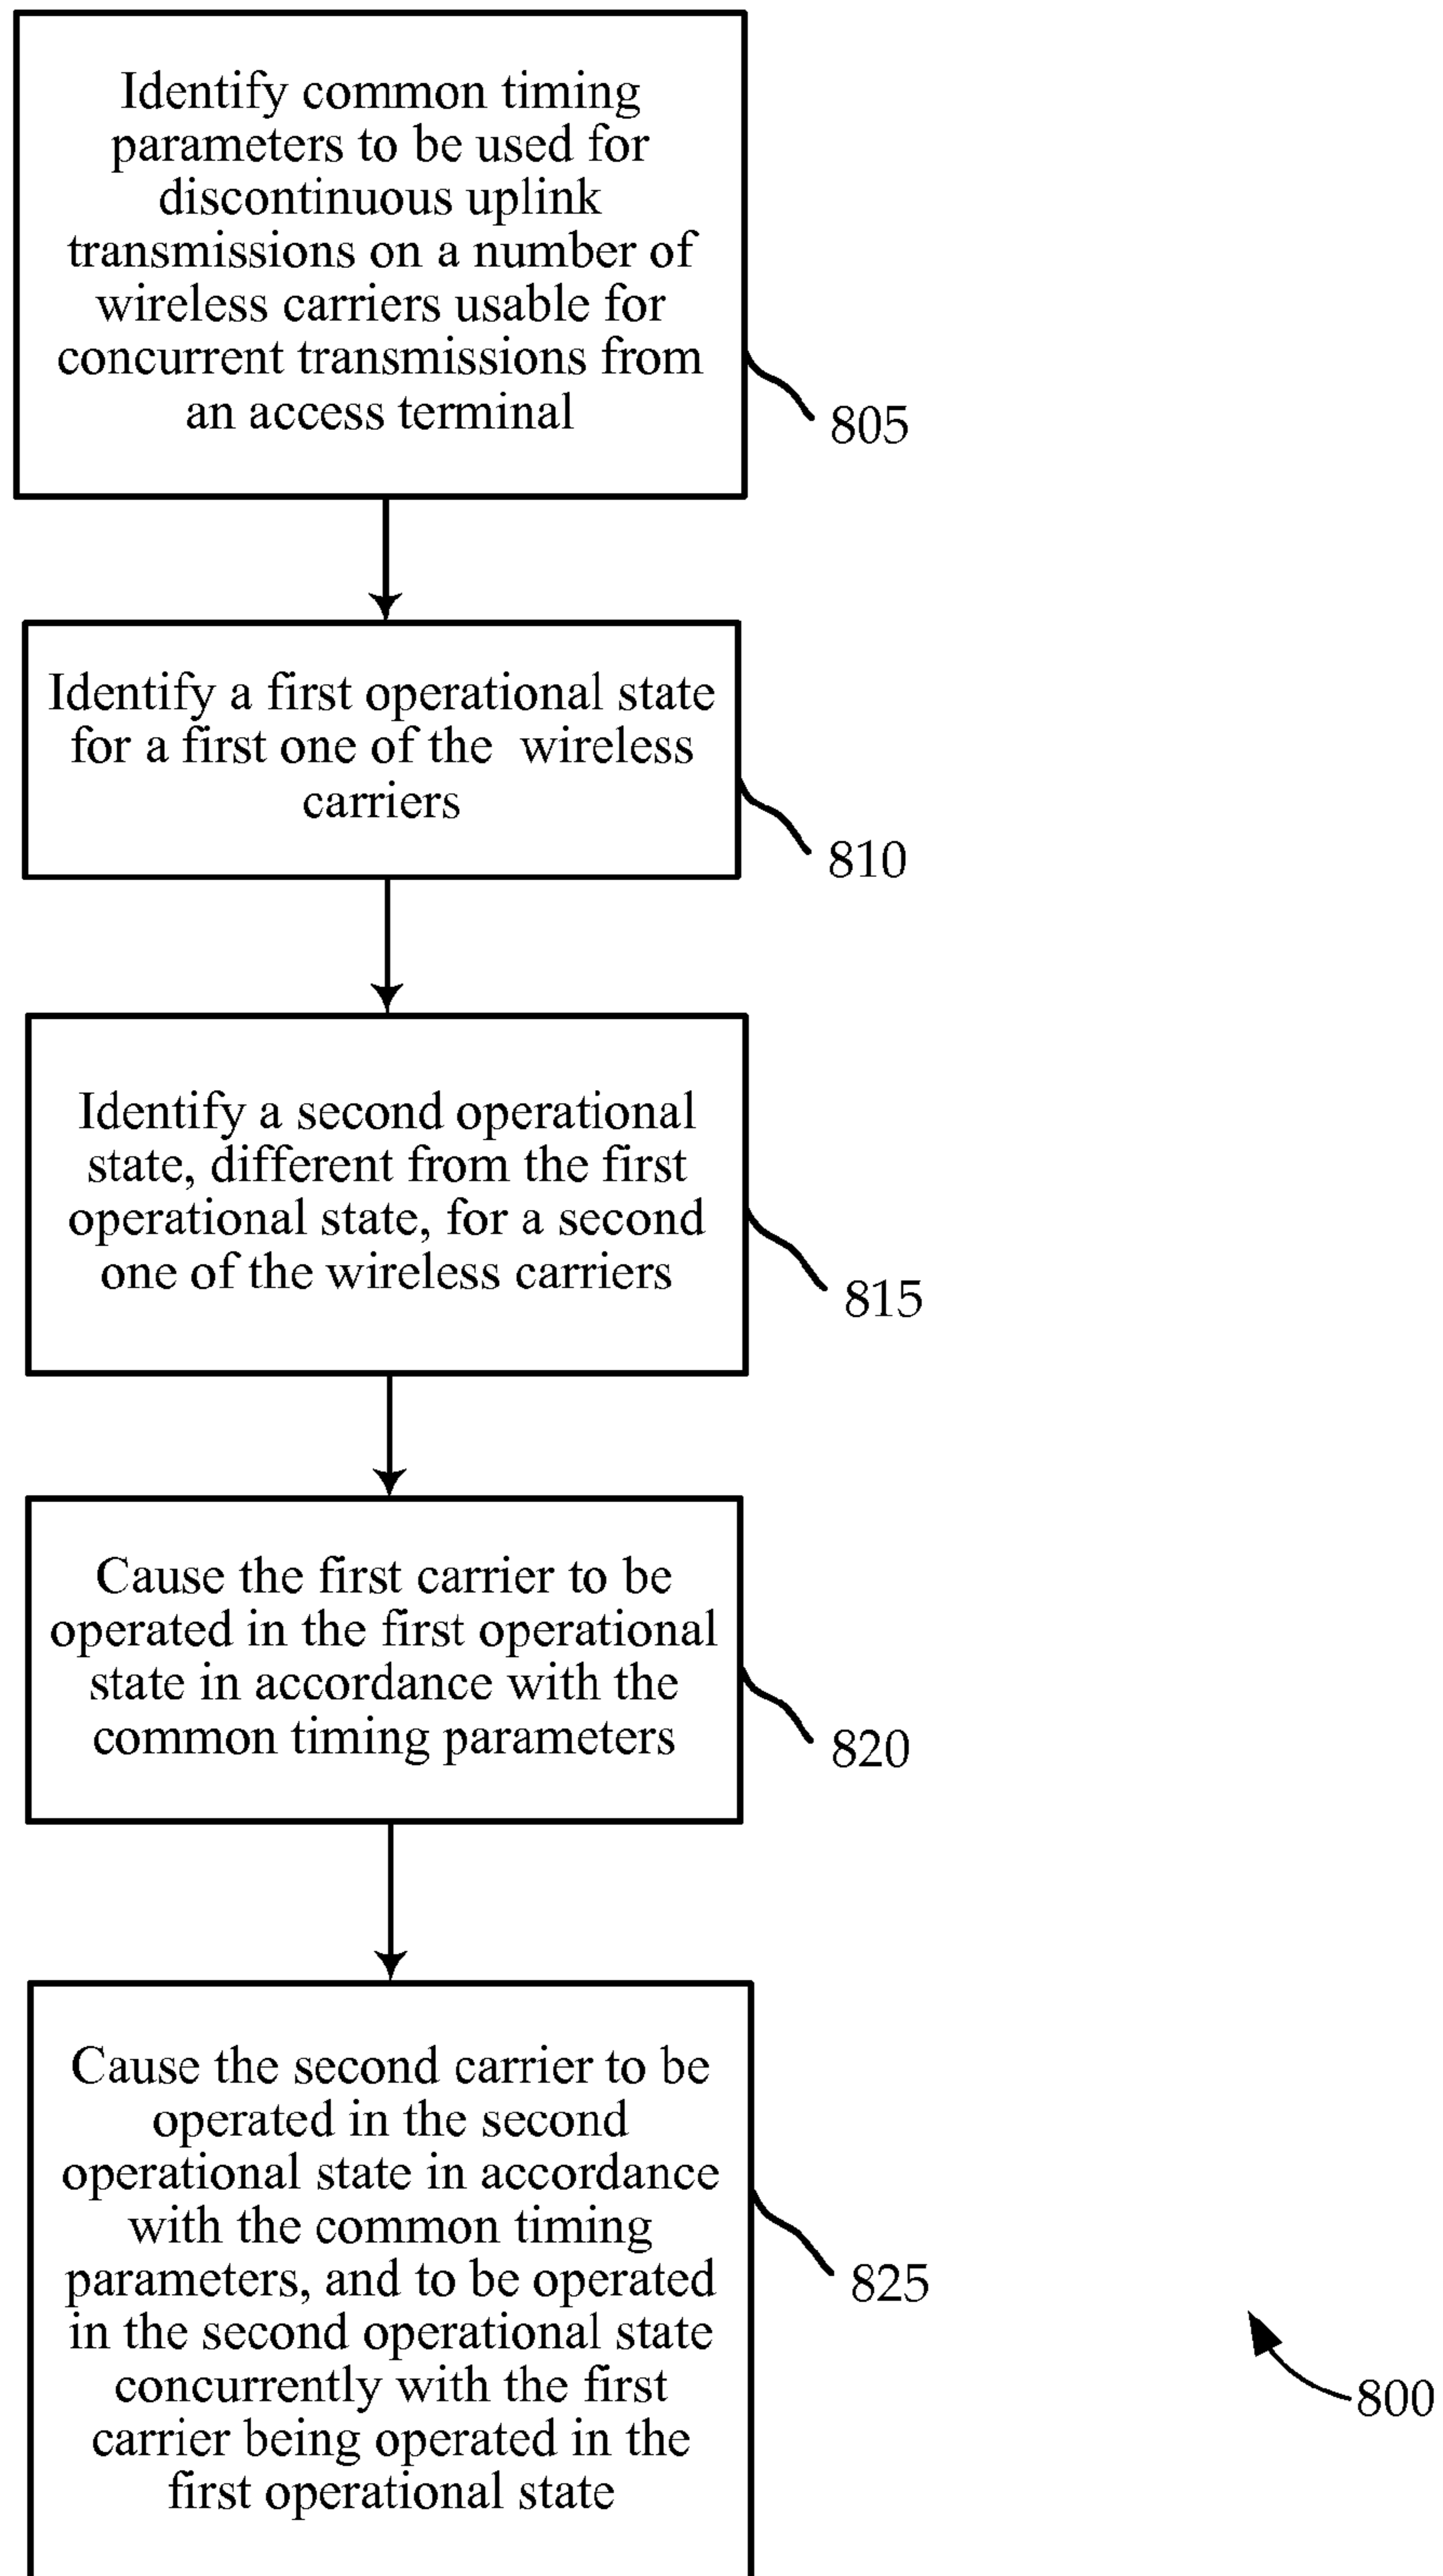 Identify common timing
parameters to be used for
discontinuous uplink
transmissions on a number of
wireless carriers usable for
concurrent transmissions from
an access terminal
805
Identify a first operational state
for a first one of the wireless
carriers
810
Identify a second operational
state, different from the first
operational state, for a second
one of the wireless carriers
815
Cause the first carrier to be
operated in the first operational
state in accordance with the
common timing parameters
820
Cause the second carrier to be
operated in the second
operational state in accordance
with the common timing
parameters, and to be operated
in the second operational state
concurrently with the first
carrier being operated in the
first operational state
825
800